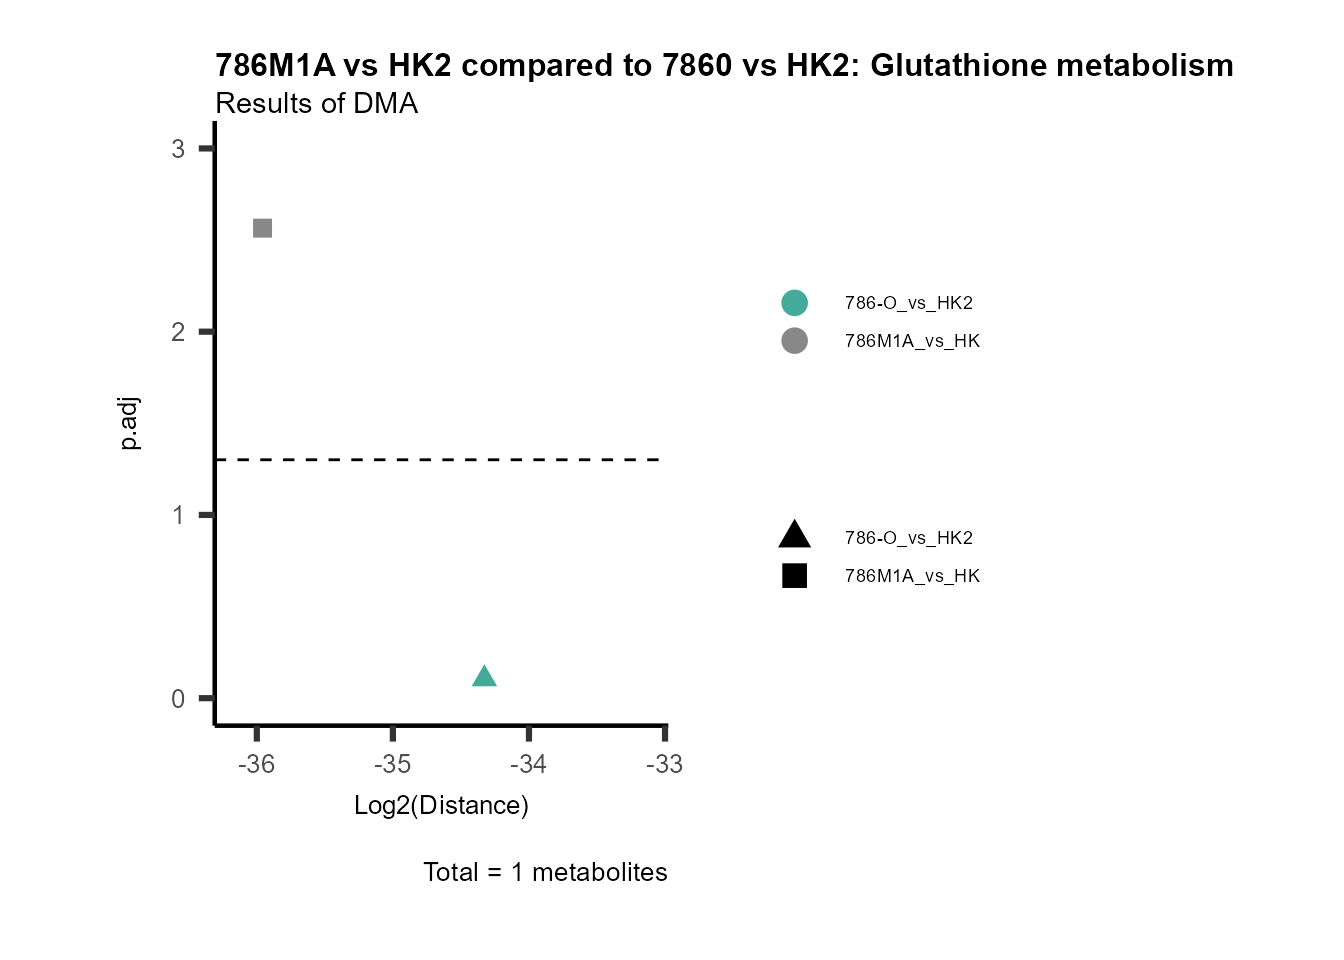 786M1A vs HK2 compared to 7860 vs HK2: Glutathione metabolism
Results of DMA
3
2
1
0
p.adj
-36 -35 -34 -33
Log2(Distance)
Total = 1 metabolites
786-O_vs_HK2
786M1A_vs_HK
786-O_vs_HK2
786M1A_vs_HK